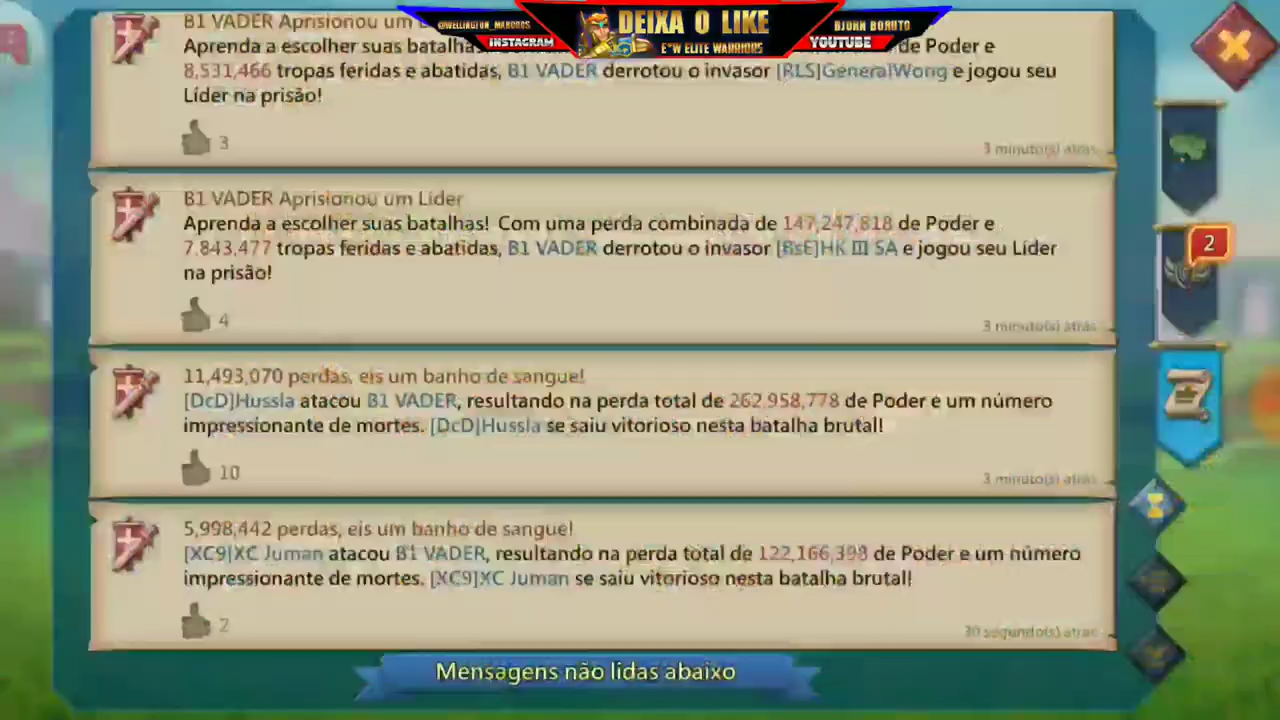 @WELLINGTON_MARCROS
INSTAGRAM
DEIXA O LIKE
E*W ELITE WARRIORS
BJORN BORUTO
YOUTUBE
B1 VADER Aprisionou um
Aprenda a escolher suas batalhas de Poder e
8,531,466 tropas feridas e abatidas, B1 VADER derrotou o invasor [RLS]GeneralWong e jogou seu
Líder na prisão!
3
3 minuto(s) atrás
B1 VADER Aprisionou um Líder
Aprenda a escolher suas batalhas! Com uma perda combinada de 147,247,818 de Poder e
7,843,477 tropas feridas e abatidas, B1 VADER derrotou o invasor [RsE]HK III SA e jogou seu Líder
na prisão!
4
3 minuto(s) atrás
2
11,493,070 perdas, eis um banho de sangue!
[DcD]Hussla atacou B1 VADER, resultando na perda total de 262,958,778 de Poder e um número
impressionante de mortes. [DcD]Hussla se saiu vitorioso nesta batalha brutal!
10
3 minuto(s) atrás
5,998,442 perdas, eis um banho de sangue!
[XC9]XC Juman atacou B1 VADER, resultando na perda total de 122,166,398 de Poder e um número
impressionante de mortes. [XC9]XC Juman se saiu vitorioso nesta batalha brutal!
2
30 segundo(s) atrás
Mensagens não lidas abaixo